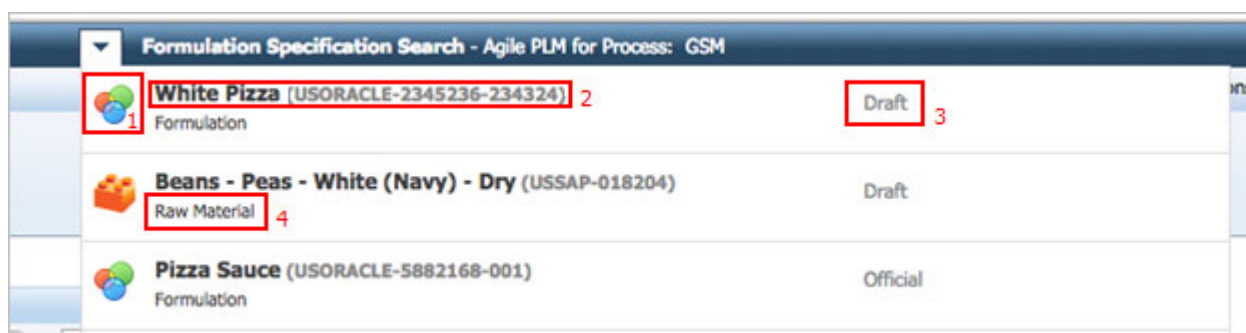 Formulation Specification Search - Agile PLM for Process: GSM
White Pizza (USORACLE-2345236-234324) 2
Draft 3
1
Formulation
Beans - Peas - White (Navy) - Dry (USSAP-018204)
Draft
Raw Material 4
Pizza Sauce (USORACLE-5882168-001)
Official
Formulation